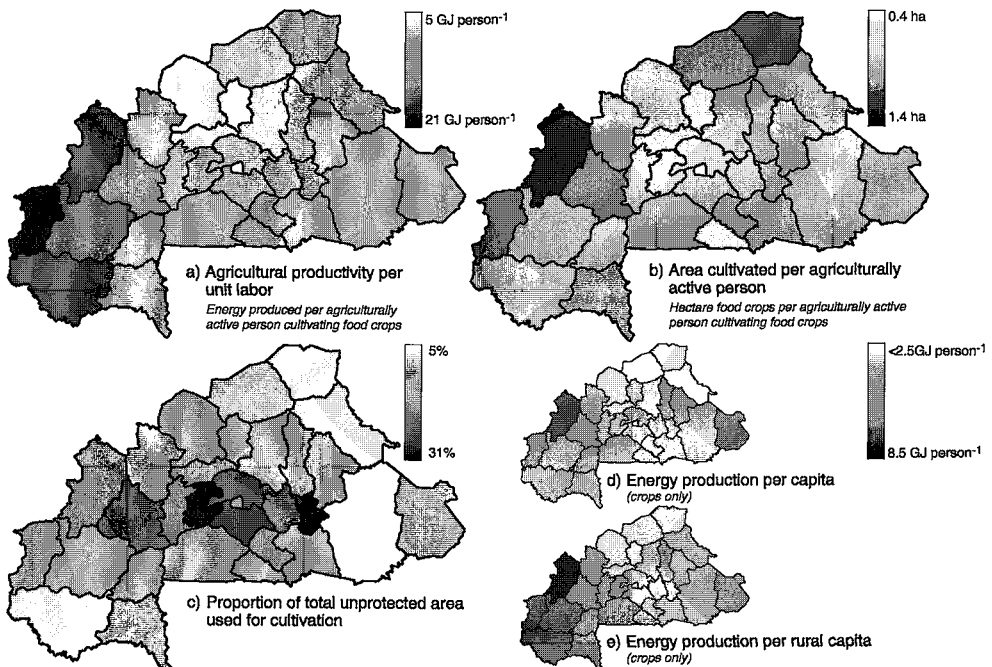 5 GJ person⁻¹
21 GJ person⁻¹
a) Agricultural productivity per
unit labor
Energy produced per agriculturally
active person cultivating food crops
0.4 ha
1.4 ha
b) Area cultivated per agriculturally
active person
Hectare food crops per agriculturally active
person cultivating food crops
5%
31%
c) Proportion of total unprotected area
used for cultivation
<2.5GJ person⁻¹
8.5 GJ person⁻¹
d) Energy production per capita
(crops only)
e) Energy production per rural capita
(crops only)